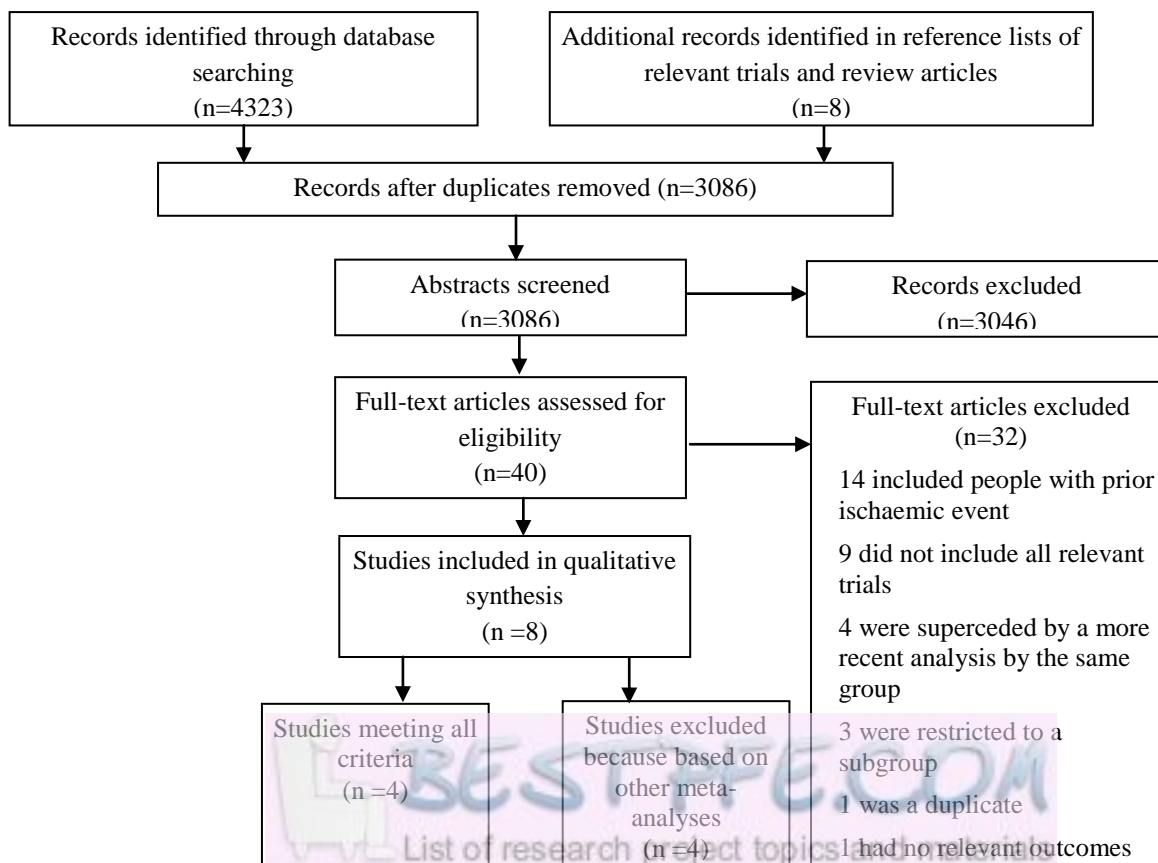 Records identified through database
searching
(n=4323)
Additional records identified in reference lists of
relevant trials and review articles
(n=8)
Records after duplicates removed (n=3086)
Abstracts screened
(n=3086)
Records excluded
(n=3046)
Full-text articles assessed for
eligibility
(n=40)
Full-text articles excluded
(n=32)
14 included people with prior
ischaemic event
9 did not include all relevant
trials
4 were superceded by a more
recent analysis by the same
group
3 were restricted to a
subgroup
1 was a duplicate
1 had no relevant outcomes
Studies included in qualitative
synthesis
(n =8)
Studies meeting all
criteria
(n =4)
Studies excluded
because based on
other meta-
analyses
(n =4)
BESTPFE.COM
List of research project topics and materials